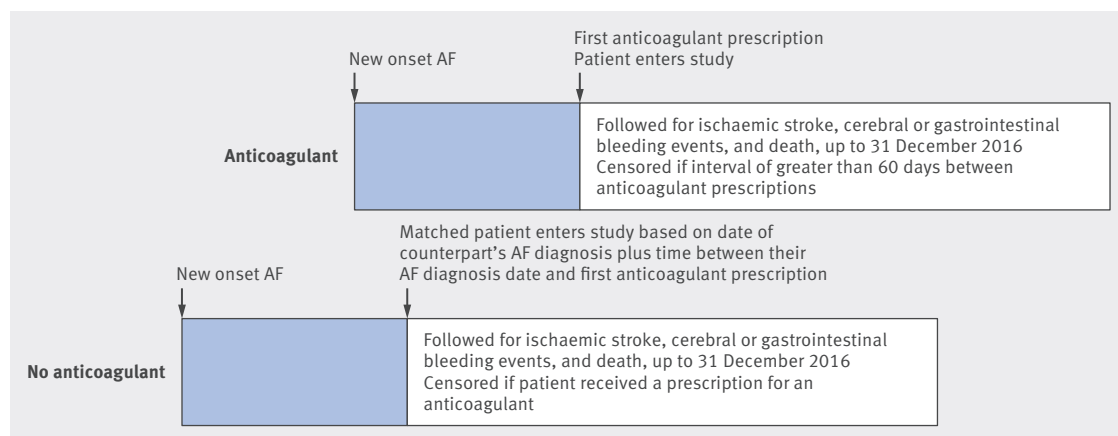 First anticoagulant prescription
New onset AF
Patient enters study
Anticoagulant
Followed for ischaemic stroke, cerebral or gastrointestinal
bleeding events, and death, up to 31 December 2016
Censored if interval of greater than 60 days between
anticoagulant prescriptions
Matched patient enters study based on date of
counterpart's AF diagnosis plus time between their
AF diagnosis date and first anticoagulant prescription
New onset AF
No anticoagulant
Followed for ischaemic stroke, cerebral or gastrointestinal
bleeding events, and death, up to 31 December 2016
Censored if patient received a prescription for an
anticoagulant